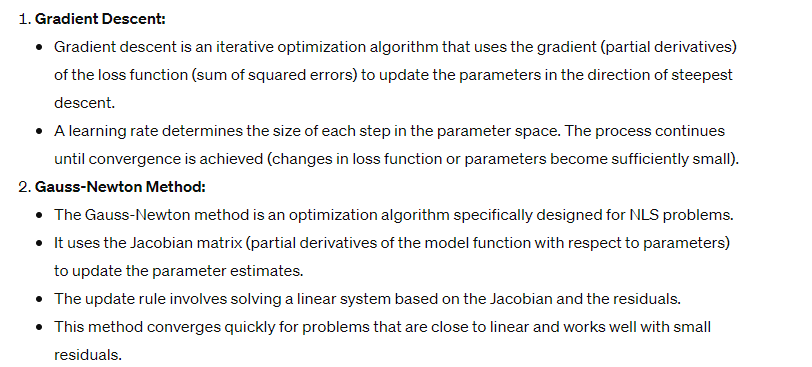 1. Gradient Descent:
• Gradient descent is an iterative optimization algorithm that uses the gradient (partial derivatives)
of the loss function (sum of squared errors) to update the parameters in the direction of steepest
descent.
• A learning rate determines the size of each step in the parameter space. The process continues
until convergence is achieved (changes in loss function or parameters become sufficiently small).
2. Gauss-Newton Method:
• The Gauss-Newton method is an optimization algorithm specifically designed for NLS problems.
• It uses the Jacobian matrix (partial derivatives of the model function with respect to parameters)
to update the parameter estimates.
• The update rule involves solving a linear system based on the Jacobian and the residuals.
• This method converges quickly for problems that are close to linear and works well with small
residuals.